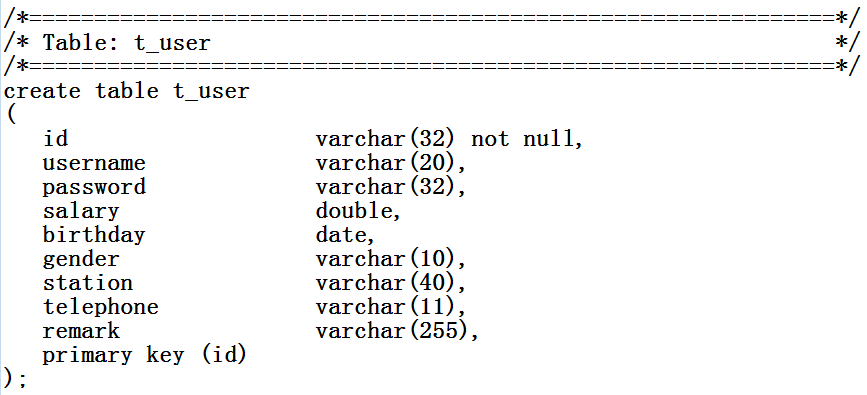 /*==============================================================*/
/* Table: t_user                                                */
/*==============================================================*/
create table t_user
(
   id                   varchar(32) not null,
   username             varchar(20),
   password             varchar(32),
   salary               double,
   birthday             date,
   gender               varchar(10),
   station              varchar(40),
   telephone            varchar(11),
   remark               varchar(255),
   primary key (id)
);